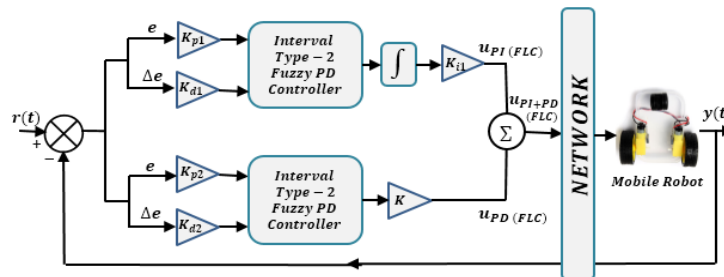 e
K_p1
Δe
K_d1
Interval
Type − 2
Fuzzy PD
Controller
∫
K_i1
u_PI (FLC)
r(t)
+
−
u_PI+PD
(FLC)
Σ
NETWORK
y(t
Mobile Robot
e
K_p2
Δe
K_d2
Interval
Type − 2
Fuzzy PD
Controller
K
u_PD (FLC)